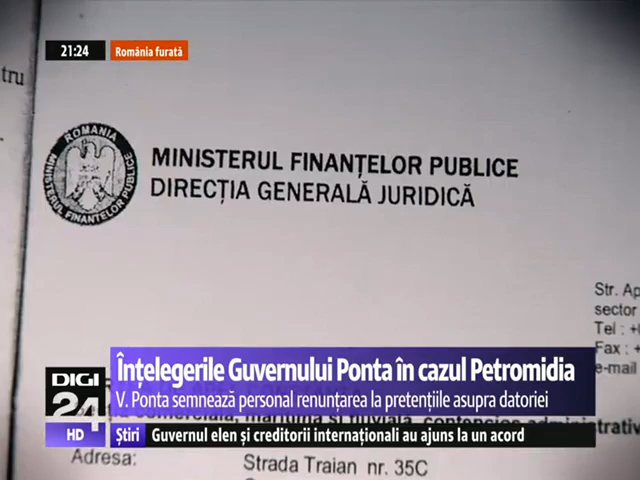 21:24
România furată
tru
ROMANIA
MINISTERUL FINANȚELOR PUBLICE
MINISTERUL FINANȚELOR PUBLICE
DIRECȚIA GENERALĂ JURIDICĂ
Str. Ap
sector
Tel : +
Fax : +
e-mail
Înțelegerile Guvernului Ponta în cazul Petromidia
V. Ponta semnează personal renunțarea la pretențiile asupra datoriei
DIGI
24
HD
Știri
Guvernul elen și creditorii internaționali au ajuns la un acord
Adresa:
Strada Traian nr. 35C